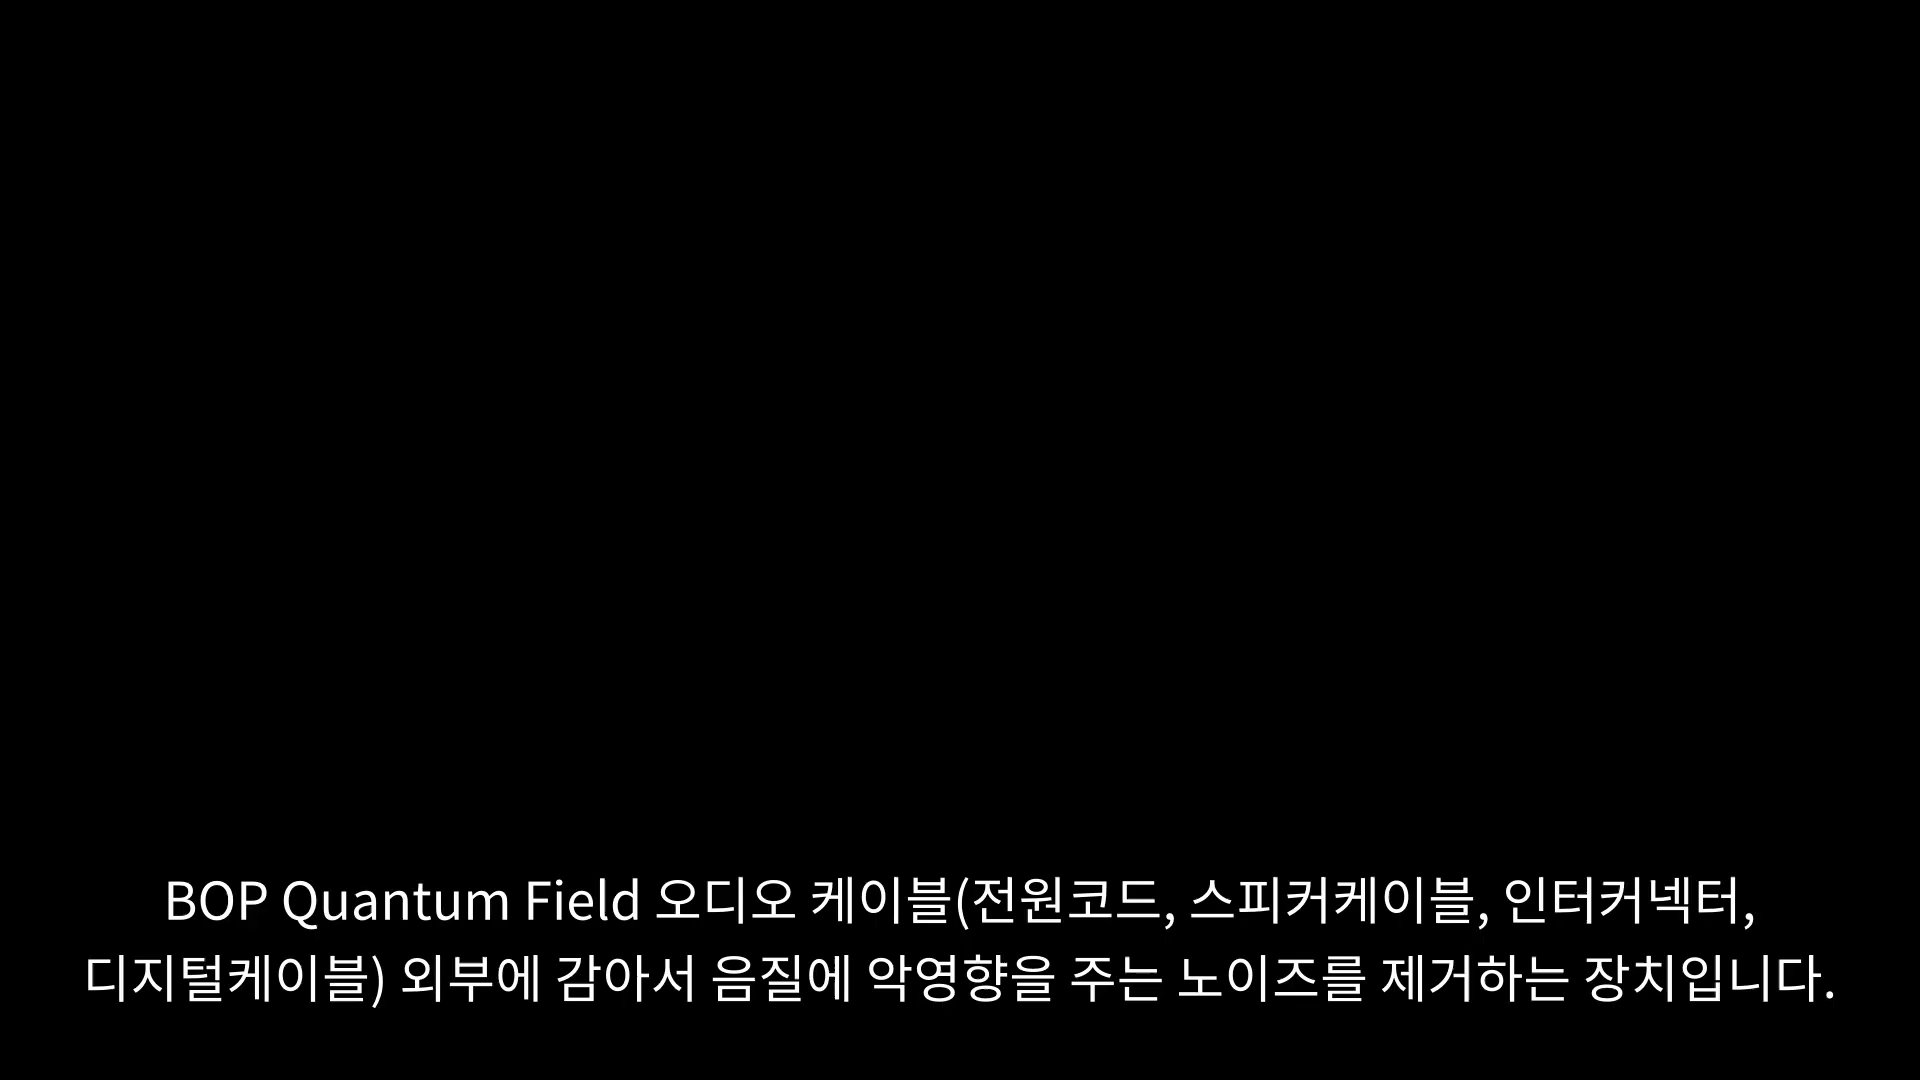 BOP Quantum Field 오디오 케이블(전원코드, 스피커케이블, 인터커넥터,
디지털케이블) 외부에 감아서 음질에 악영향을 주는 노이즈를 제거하는 장치입니다.